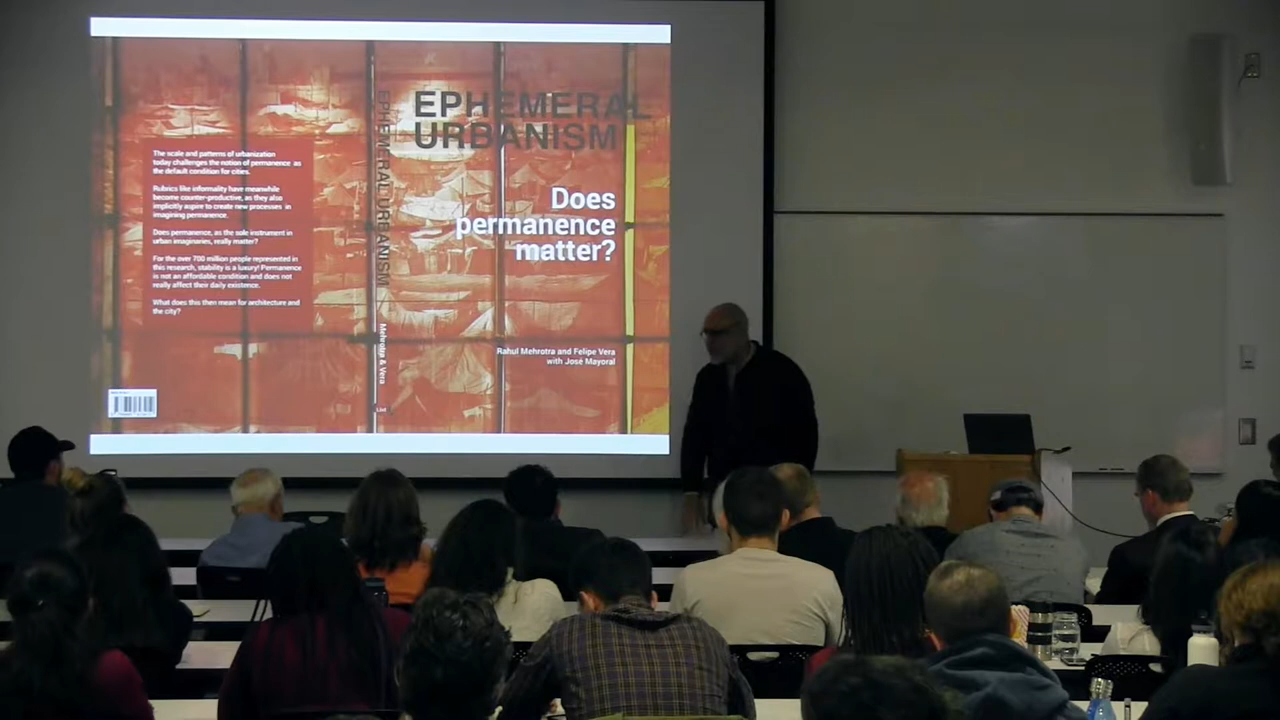 The scale and patterns of urbanization
today challenges the notion of permanence as
the default condition for cities.
Rubrics like informality have meanwhile
become counter-productive, as they also
implicitly aspire to create new processes in
imagining permanence.
Does permanence, as the sole instrument in
urban imaginaries, really matter?
For the over 700 million people represented in
this research, stability is a luxury! Permanence
is not an affordable condition and does not
really affect their daily existence.
What does this then mean for architecture and
the city?
EPHEMERAL URBANISM
Mehrotra & Vera
List
EPHEMERAL
URBANISM
Does
permanence
matter?
Rahul Mehrotra and Felipe Vera
with José Mayoral